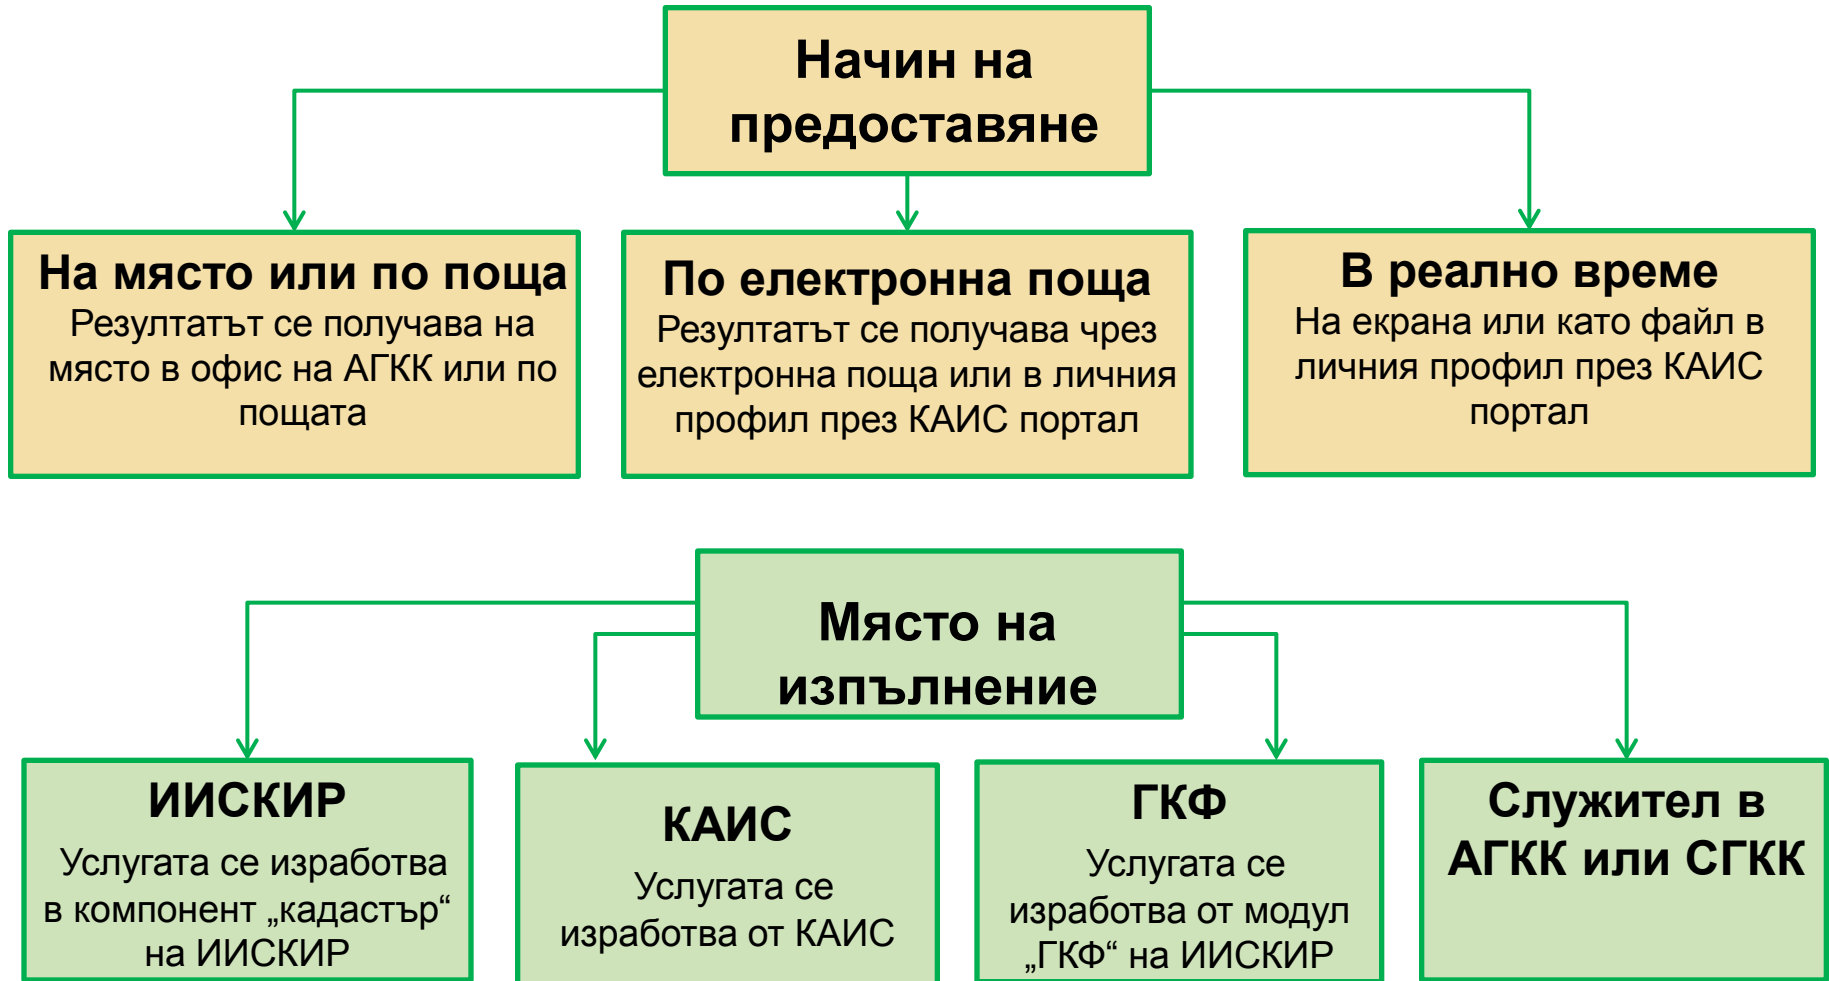 Начин на
предоставяне
На място или по поща
Резултатът се получава на
място в офис на АГКК или по
пощата
По електронна поща
Резултатът се получава чрез
електронна поща или в личния
профил през КАИС портал
В реално време
На екрана или като файл в
личния профил през КАИС
портал
Място на
изпълнение
ИИСКИР
Услугата се изработва
в компонент „кадастър“
на ИИСКИР
КАИС
Услугата се
изработва от КАИС
ГКФ
Услугата се
изработва от модул
„ГКФ“ на ИИСКИР
Служител в
АГКК или СГКК